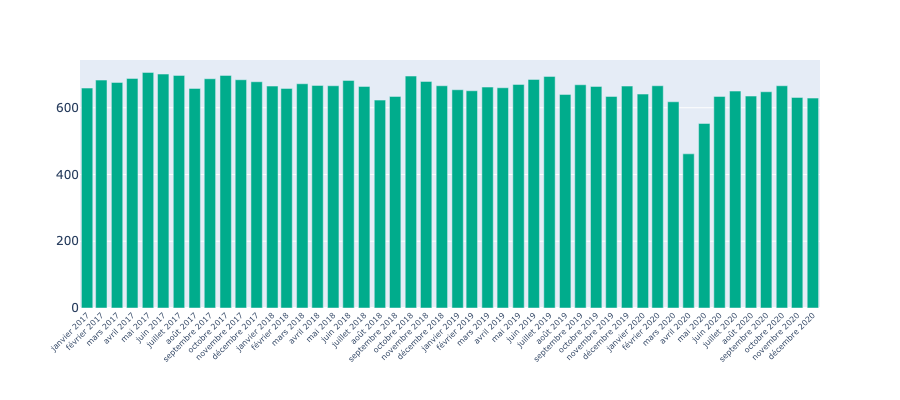 600
400
200
0
janvier 2017
février 2017
mars 2017
avril 2017
mai 2017
juin 2017
juillet 2017
août 2017
septembre 2017
octobre 2017
novembre 2017
décembre 2017
janvier 2018
février 2018
mars 2018
avril 2018
mai 2018
juin 2018
juillet 2018
août 2018
septembre 2018
octobre 2018
novembre 2018
décembre 2018
janvier 2019
février 2019
mars 2019
avril 2019
mai 2019
juin 2019
juillet 2019
août 2019
septembre 2019
octobre 2019
novembre 2019
décembre 2019
janvier 2020
février 2020
mars 2020
avril 2020
mai 2020
juin 2020
juillet 2020
août 2020
septembre 2020
octobre 2020
novembre 2020
décembre 2020